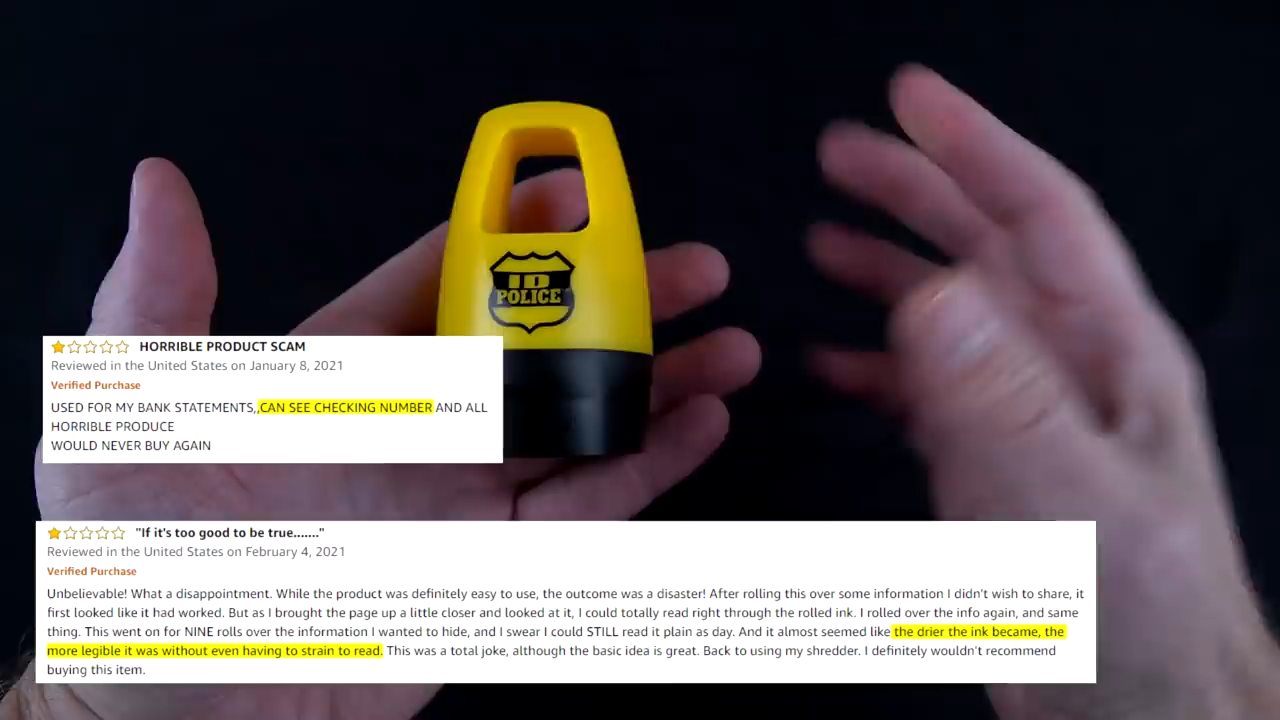 ID
POLICE
HORRIBLE PRODUCT SCAM
Reviewed in the United States on January 8, 2021
Verified Purchase
USED FOR MY BANK STATEMENTS,,CAN SEE CHECKING NUMBER AND ALL
HORRIBLE PRODUCE
WOULD NEVER BUY AGAIN
"If it's too good to be true......."
Reviewed in the United States on February 4, 2021
Verified Purchase
Unbelievable! What a disappointment. While the product was definitely easy to use, the outcome was a disaster! After rolling this over some information I didn't wish to share, it
first looked like it had worked. But as I brought the page up a little closer and looked at it, I could totally read right through the rolled ink. I rolled over the info again, and same
thing. This went on for NINE rolls over the information I wanted to hide, and I swear I could STILL read it plain as day. And it almost seemed like the drier the ink became, the
more legible it was without even having to strain to read. This was a total joke, although the basic idea is great. Back to using my shredder. I definitely wouldn't recommend
buying this item.